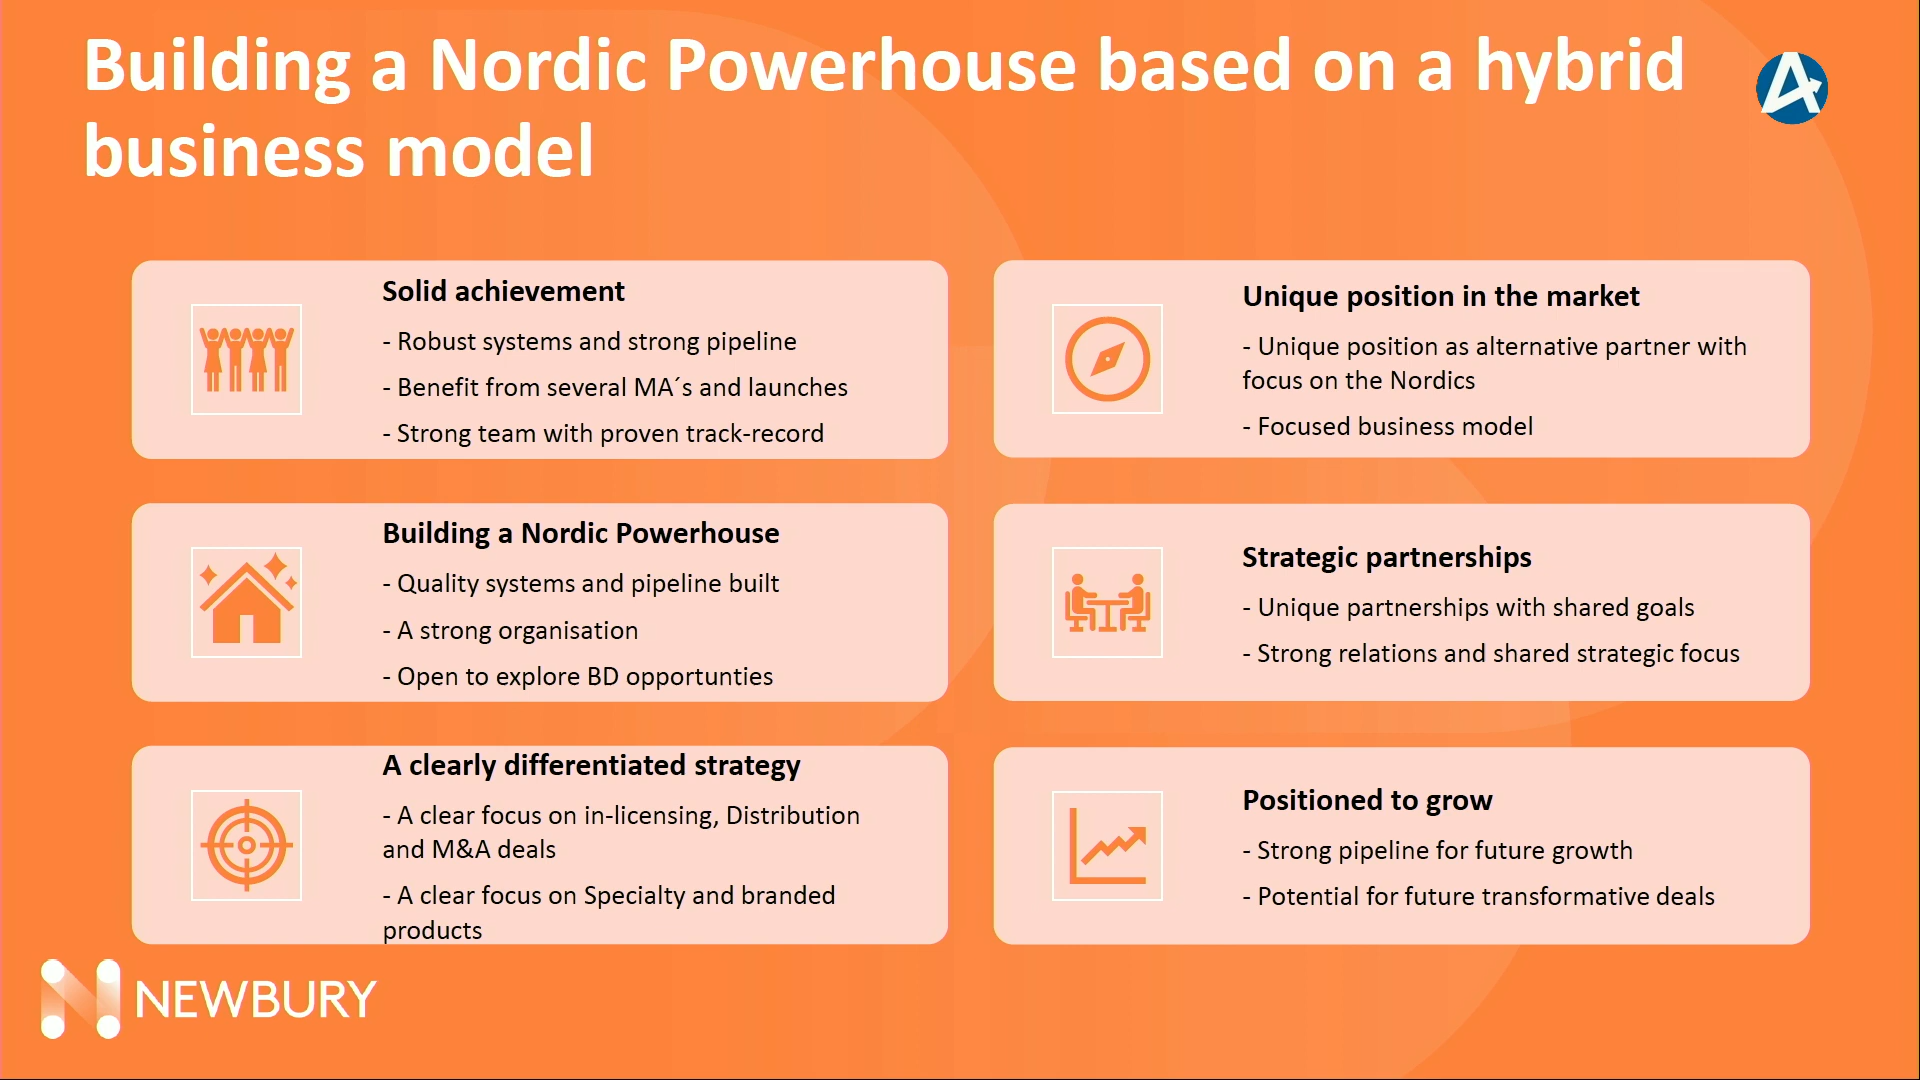 Building a Nordic Powerhouse based on a hybrid
business model
Solid achievement
- Robust systems and strong pipeline
- Benefit from several MA´s and launches
- Strong team with proven track-record
Unique position in the market
- Unique position as alternative partner with
focus on the Nordics
- Focused business model
Building a Nordic Powerhouse
- Quality systems and pipeline built
- A strong organisation
- Open to explore BD opportunties
Strategic partnerships
- Unique partnerships with shared goals
- Strong relations and shared strategic focus
A clearly differentiated strategy
- A clear focus on in-licensing, Distribution
and M&A deals
- A clear focus on Specialty and branded
products
Positioned to grow
- Strong pipeline for future growth
- Potential for future transformative deals
NEWBURY